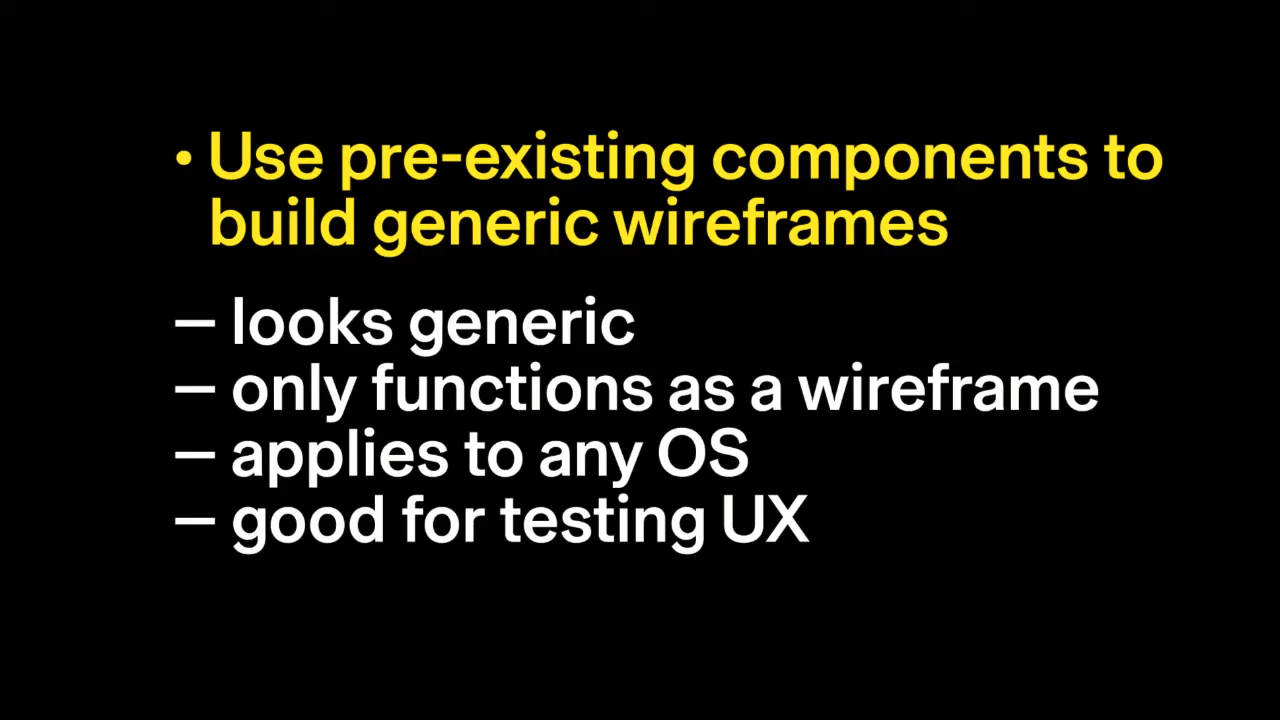 • Use pre-existing components to
build generic wireframes
— looks generic
— only functions as a wireframe
— applies to any OS
— good for testing UX